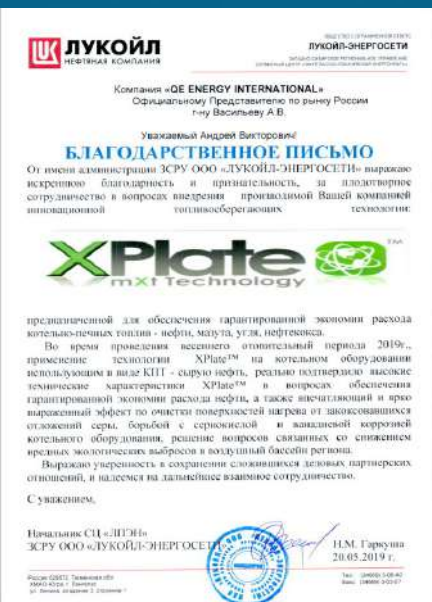 ЛУКОЙЛ
НЕФТЯНАЯ КОМПАНИЯ
ЛУКОЙЛ-ЭНЕРГОСЕТИ
Компания «QE ENERGY INTERNATIONAL»
Официальному Представителю по рынку России
г-ну Васильеву А.В.
Уважаемый Андрей Викторович!
БЛАГОДАРСТВЕННОЕ ПИСЬМО
От имени администрации ЗСРУ ООО «ЛУКОЙЛ-ЭНЕРГОСЕТИ» выражаю
искреннюю благодарность и признательность, за плодотворное
сотрудничество в вопросах внедрения производимой Вашей компанией
инновационной топливосберегающих технологии:
XPlate TM
mXt Technology
предназначенной для обеспечения гарантированной экономии расхода
котельно-печных топлив - нефти, мазута, угля, нефтекокса.
Во время проведения весеннего отопительный периода 2019г.,
применение технологии XPlate™ на котельном оборудовании
использующим в виде КПТ - сырую нефть, реально подтвердило высокие
технические характеристики XPlate™ в вопросах обеспечения
гарантированной экономии расхода нефти, а также впечатляющий и ярко
выраженный эффект по очистки поверхностей нагрева от закоксовавшихся
отложений серы, борьбой с сернокислой и ванадиевой коррозией
котельного оборудования, решение вопросов связанных со снижением
вредных экологических выбросов в воздушный бассейн региона.
Выражаю уверенность в сохранении сложившихся деловых партнерских
отношений, и надеемся на дальнейшее взаимное сотрудничество.
С уважением,
Начальник СЦ «ЛПЭН»
ЗСРУ ООО «ЛУКОЙЛ-ЭНЕРГОСЕТИ» Н.М. Гаркуша
20.05.2019 г.